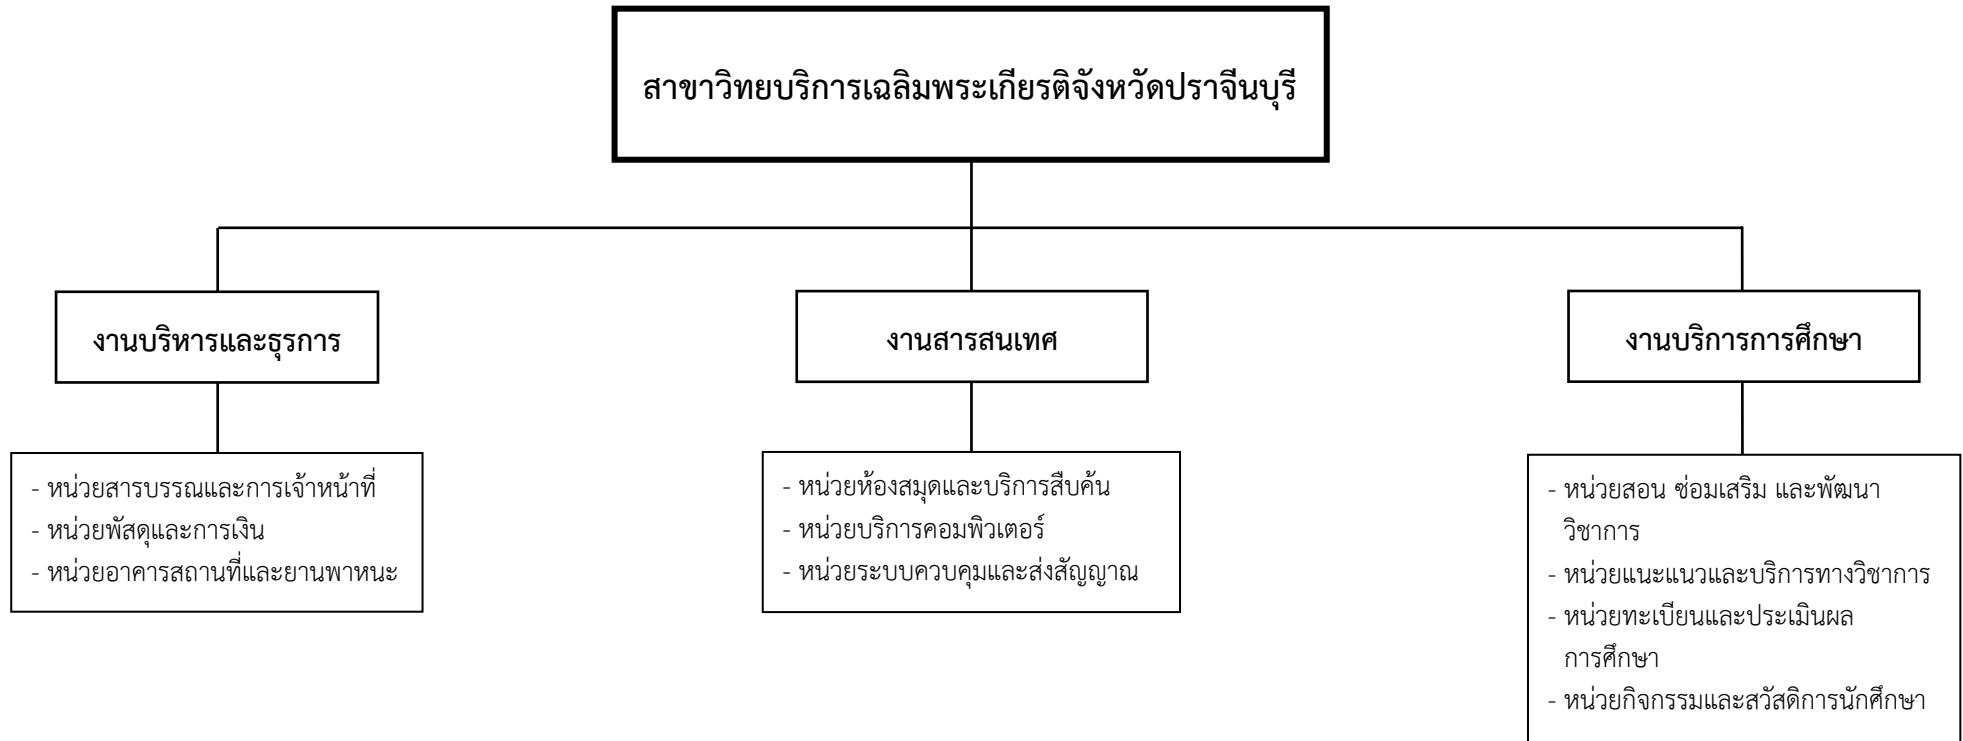 สาขาวิทยบริการเฉลิมพระเกียรติจังหวัดปราจีนบุรี
งานบริหารและธุรการ
- หน่วยสารบรรณและการเจ้าหน้าที่
- หน่วยพัสดุและการเงิน
- หน่วยอาคารสถานที่และยานพาหนะ
งานสารสนเทศ
- หน่วยห้องสมุดและบริการสืบค้น
- หน่วยบริการคอมพิวเตอร์
- หน่วยระบบควบคุมและส่งสัญญาณ
งานบริการการศึกษา
- หน่วยสอน ซ่อมเสริม และพัฒนา
วิชาการ
- หน่วยแนะแนวและบริการทางวิชาการ
- หน่วยทะเบียนและประเมินผล
การศึกษา
- หน่วยกิจกรรมและสวัสดิการนักศึกษา